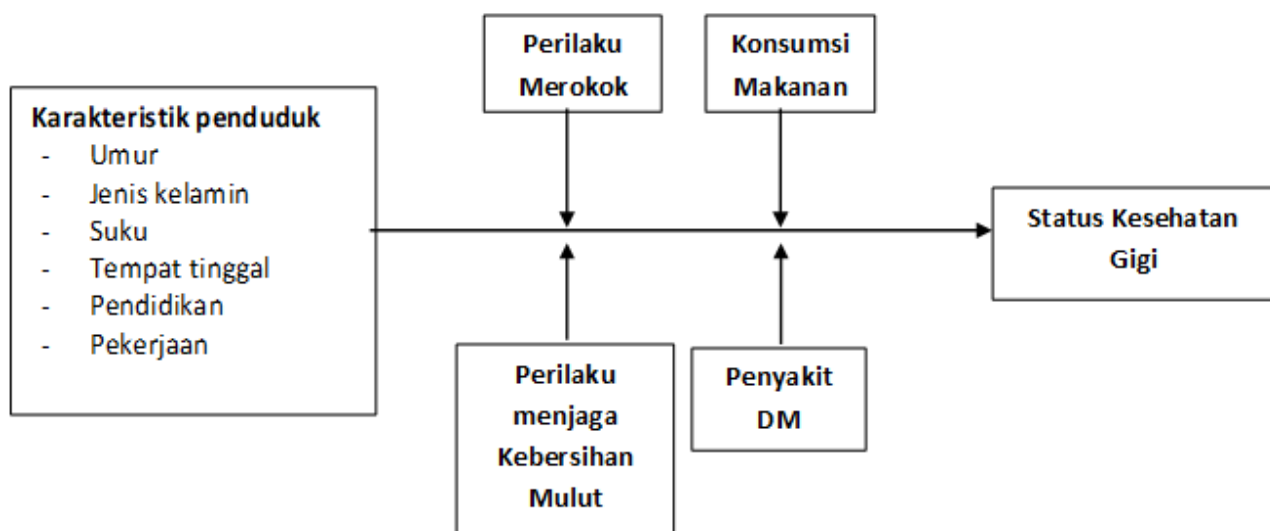 Perilaku
Merokok
Konsumsi
Makanan
Karakteristik penduduk
- Umur
- Jenis kelamin
- Suku
- Tempat tinggal
- Pendidikan
- Pekerjaan
Status Kesehatan
Gigi
Perilaku
menjaga
Kebersihan
Mulut
Penyakit
DM